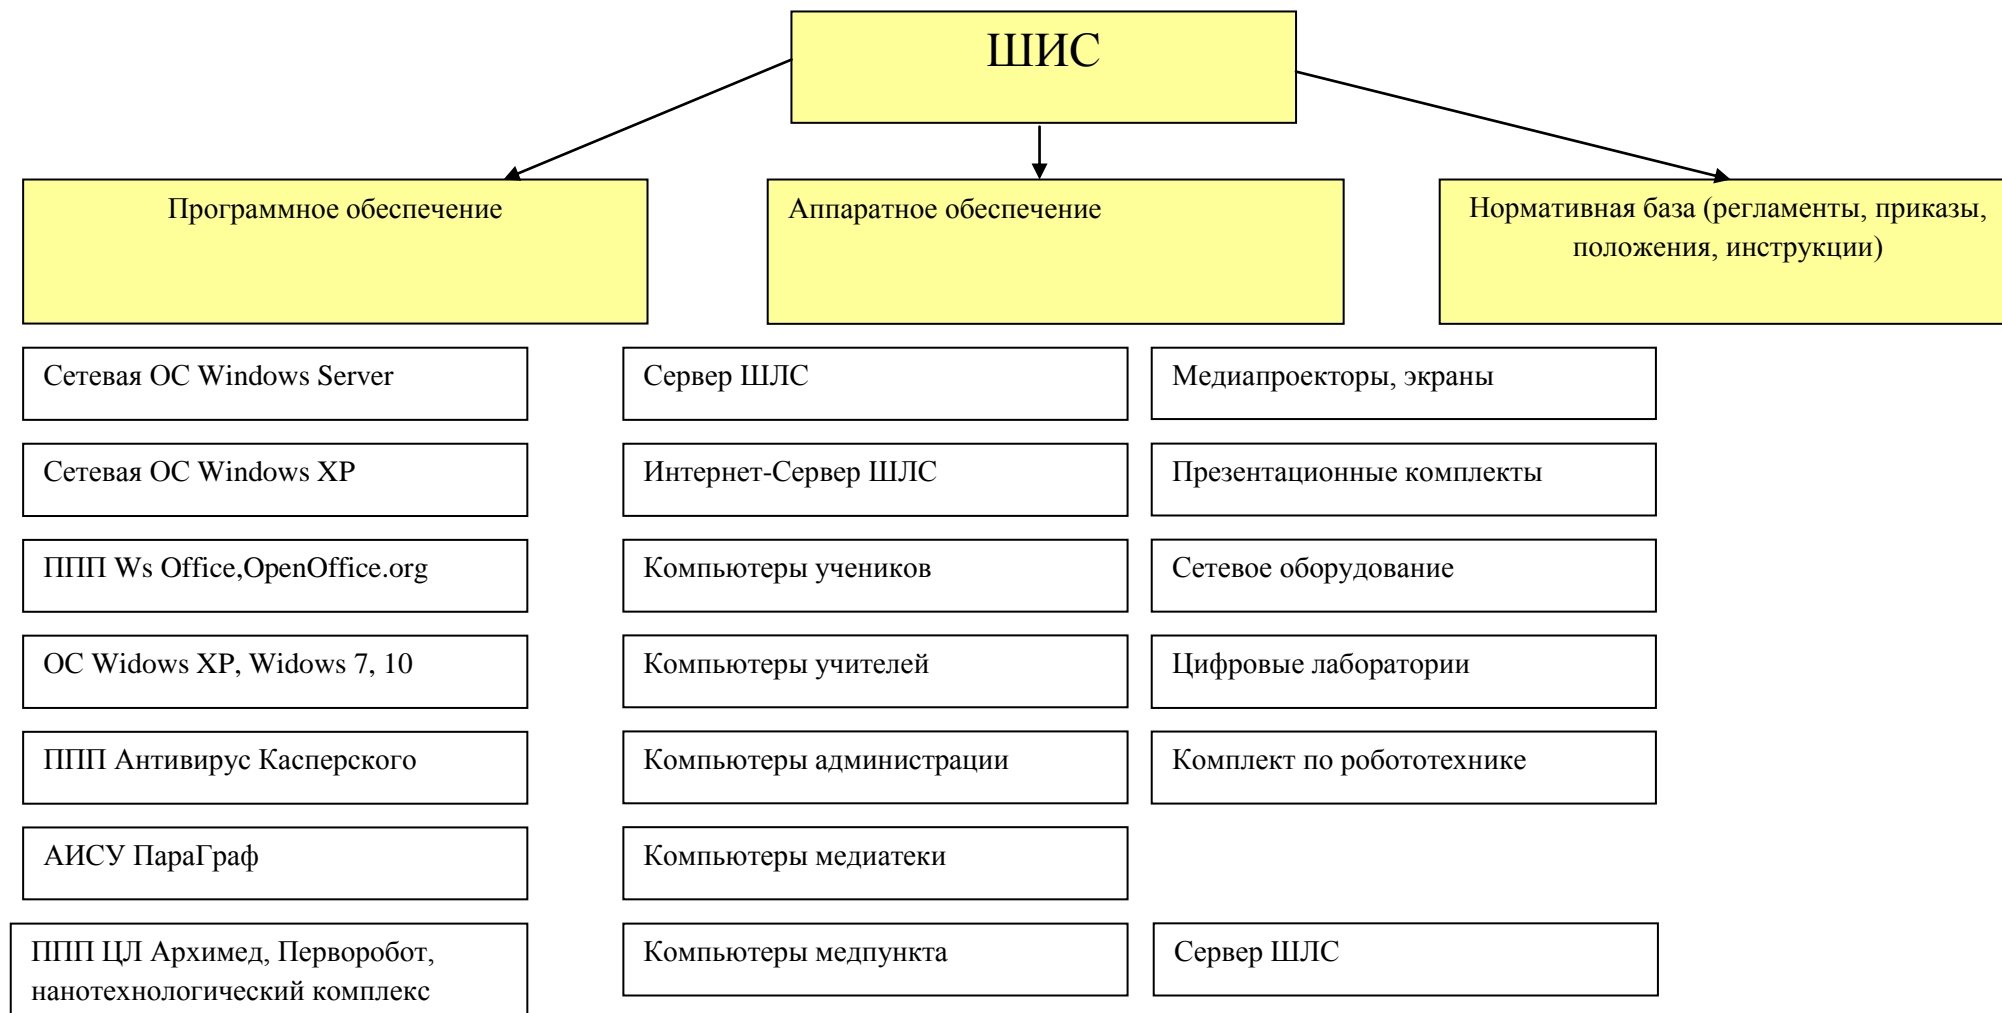 ШИС
Программное обеспечение
Аппаратное обеспечение
Нормативная база (регламенты, приказы,
положения, инструкции)
Сетевая ОС Windows Server
Сервер ШЛС
Медиапроекторы, экраны
Сетевая ОС Windows XP
Интернет-Сервер ШЛС
Презентационные комплекты
ППП Ws Office,OpenOffice.org
Компьютеры учеников
Сетевое оборудование
ОС Widows XP, Widows 7, 10
Компьютеры учителей
Цифровые лаборатории
ППП Антивирус Касперского
Компьютеры администрации
Комплект по робототехнике
АИСУ ПараГраф
Компьютеры медиатеки
ППП ЦЛ Архимед, Перворобот,
нанотехнологический комплекс
Компьютеры медпункта
Сервер ШЛС